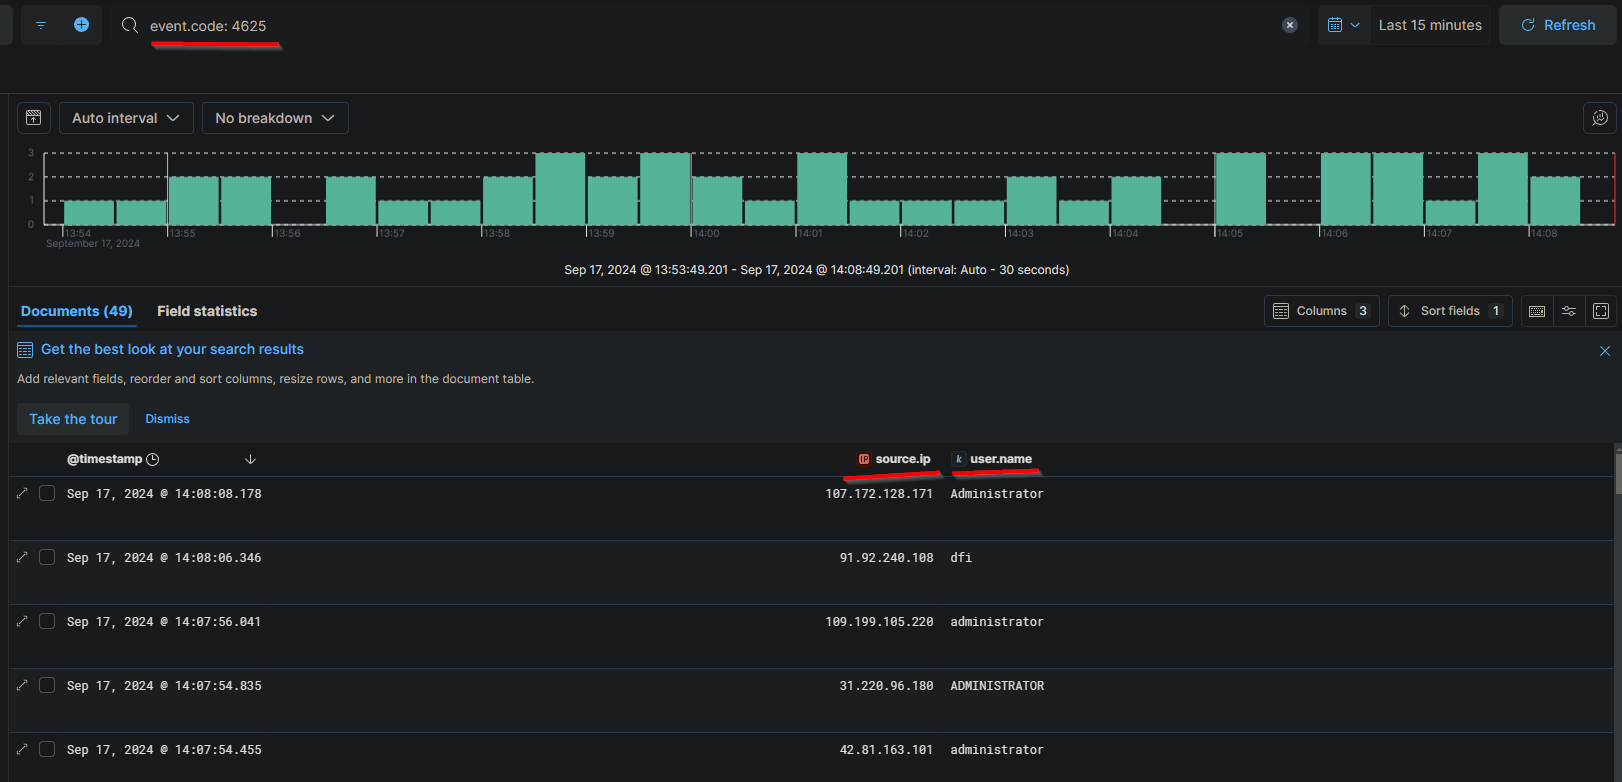 event.code: 4625
Last 15 minutes
Refresh
Auto interval
No breakdown
3
2
1
0
13:54 13:55 13:56 13:57 13:58 13:59 14:00 14:01 14:02 14:03 14:04 14:05 14:06 14:07 14:08
September 17, 2024
Sep 17, 2024 @ 13:53:49.201 - Sep 17, 2024 @ 14:08:49.201 (interval: Auto - 30 seconds)
Documents (49) Field statistics
Columns 3
Sort fields 1
Get the best look at your search results
Add relevant fields, reorder and sort columns, resize rows, and more in the document table.
Take the tour Dismiss
@timestamp IP source.ip k user.name
Sep 17, 2024 @ 14:08:08.178 107.172.128.171 Administrator
Sep 17, 2024 @ 14:08:06.346 91.92.240.108 dfi
Sep 17, 2024 @ 14:07:56.041 109.199.105.220 administrator
Sep 17, 2024 @ 14:07:54.835 31.220.96.180 ADMINISTRATOR
Sep 17, 2024 @ 14:07:54.455 42.81.163.101 administrator